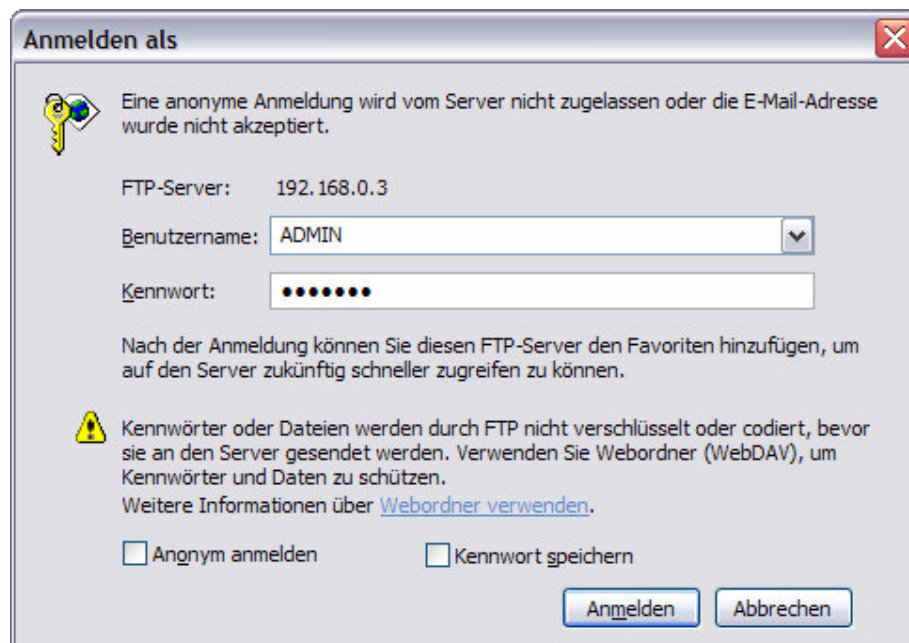 Anmelden als
Eine anonyme Anmeldung wird vom Server nicht zugelassen oder die E-Mail-Adresse
wurde nicht akzeptiert.
FTP-Server: 192.168.0.3
Benutzername: ADMIN
Kennwort: •••••••
Nach der Anmeldung können Sie diesen FTP-Server den Favoriten hinzufügen, um
auf den Server zukünftig schneller zugreifen zu können.
Kennwörter oder Dateien werden durch FTP nicht verschlüsselt oder codiert, bevor
sie an den Server gesendet werden. Verwenden Sie Webordner (WebDAV), um
Kennwörter und Daten zu schützen.
Weitere Informationen über Webordner verwenden.
Anonym anmelden Kennwort speichern
Anmelden Abbrechen